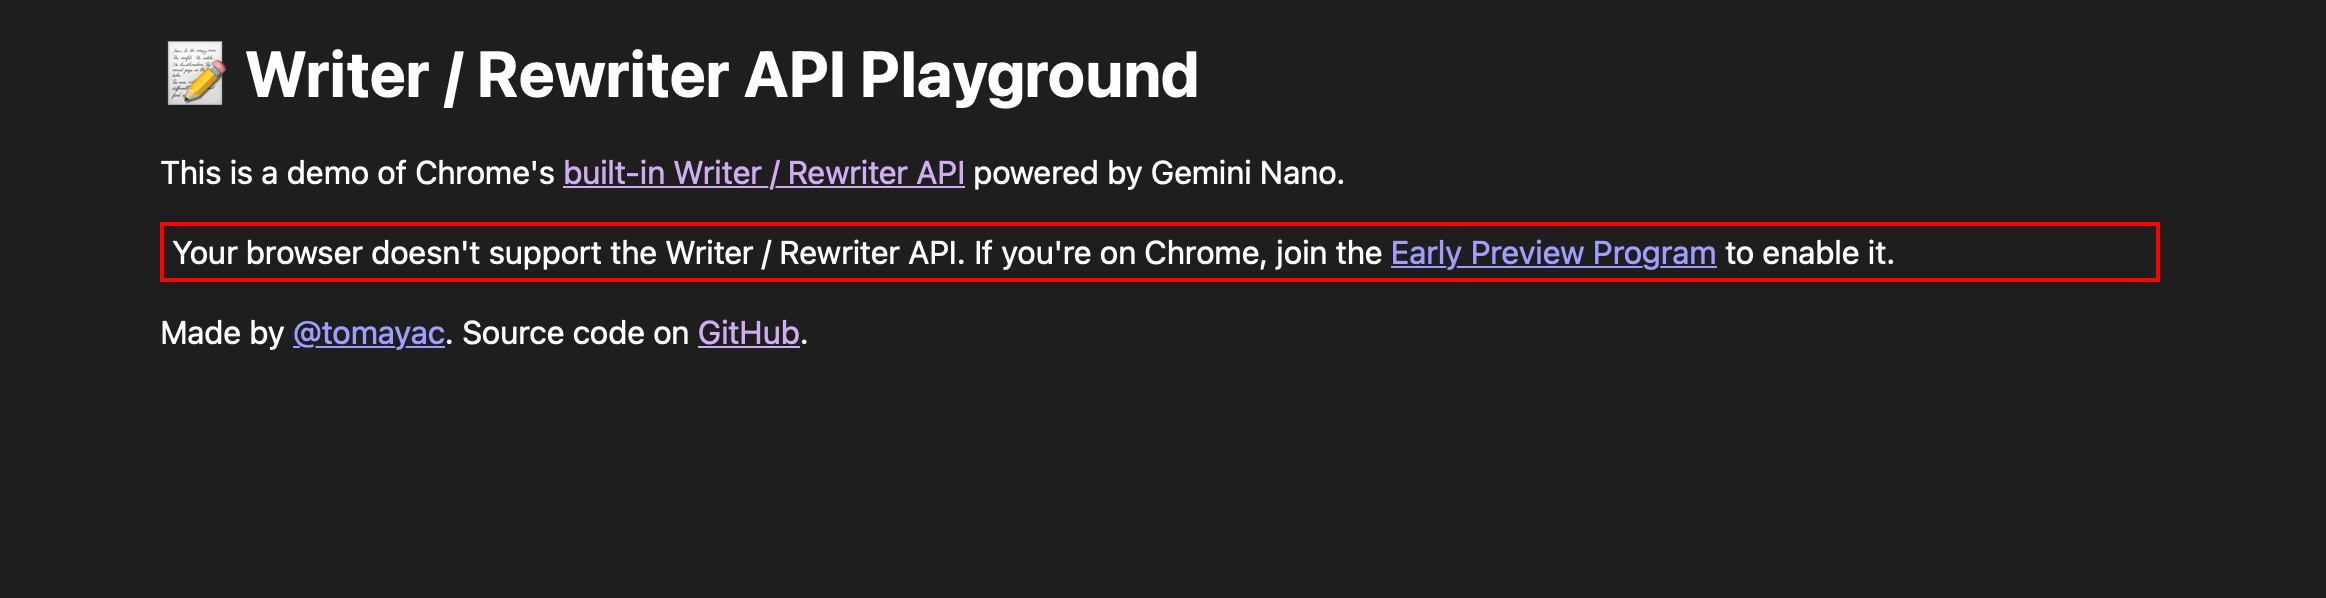 Writer / Rewriter API Playground
This is a demo of Chrome's built-in Writer / Rewriter API powered by Gemini Nano.
Your browser doesn't support the Writer / Rewriter API. If you're on Chrome, join the Early Preview Program to enable it.
Made by @tomayac. Source code on GitHub.